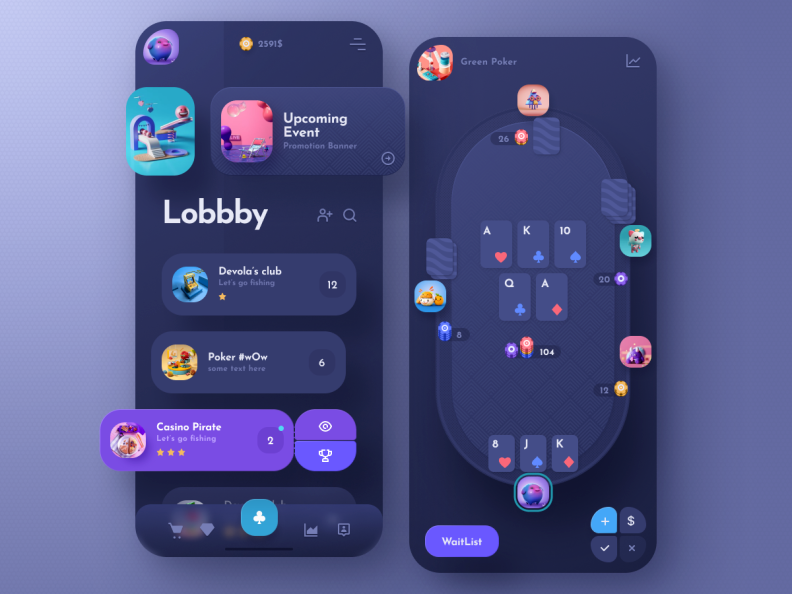 2591$
Upcoming
Event
Promotion Banner
Lobbby
Devola's club
Let's go fishing
12
Poker #wOw
some text here
6
Casino Pirate
Let's go fishing
2
Green Poker
26
A K 10
20
Q A
8
104
12
8 J K
WaitList
$